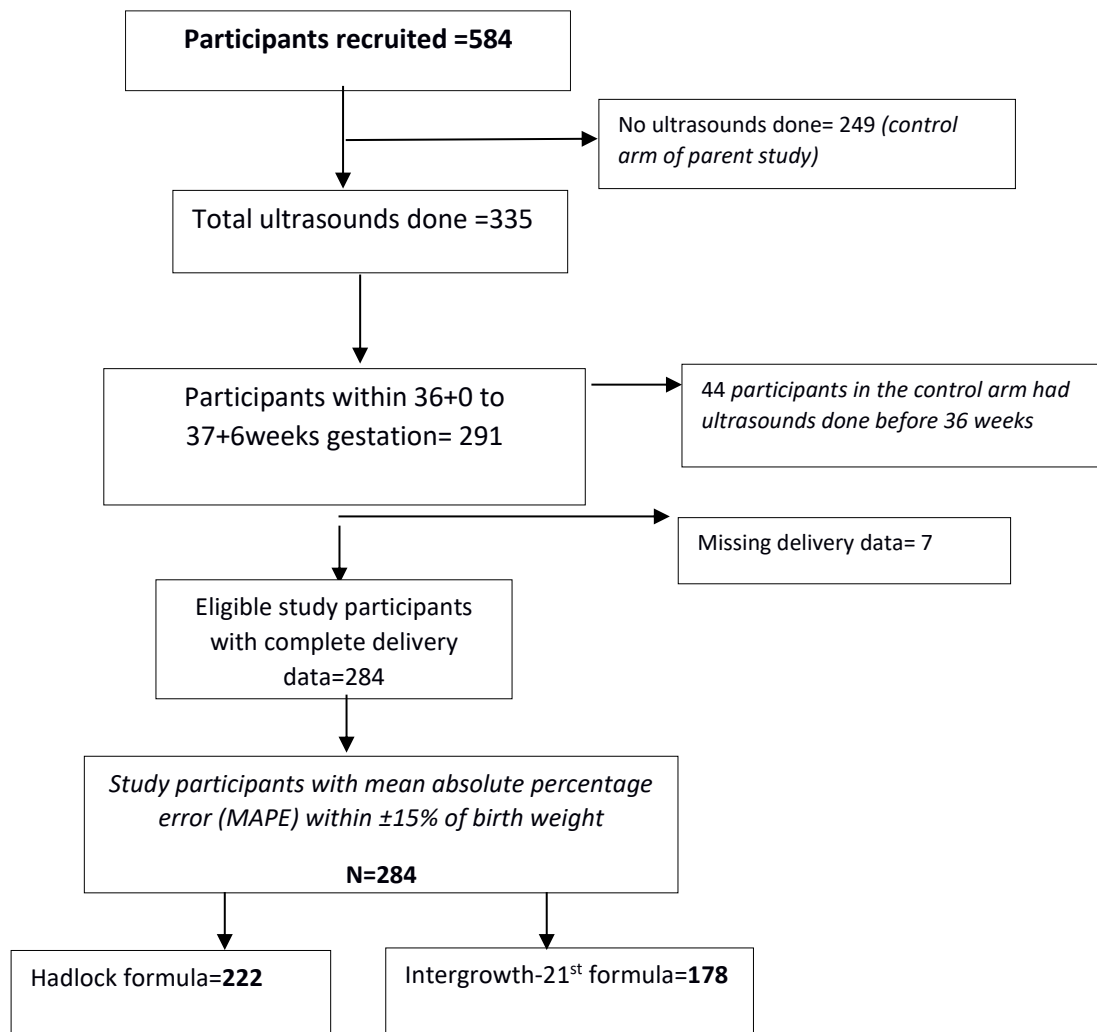 Participants recruited =584
No ultrasounds done= 249 (control
arm of parent study)
Total ultrasounds done =335
Participants within 36+0 to
37+6weeks gestation= 291
44 participants in the control arm had
ultrasounds done before 36 weeks
Missing delivery data= 7
Eligible study participants
with complete delivery
data=284
Study participants with mean absolute percentage
error (MAPE) within ±15% of birth weight
N=284
Hadlock formula=222
Intergrowth-21st formula=178